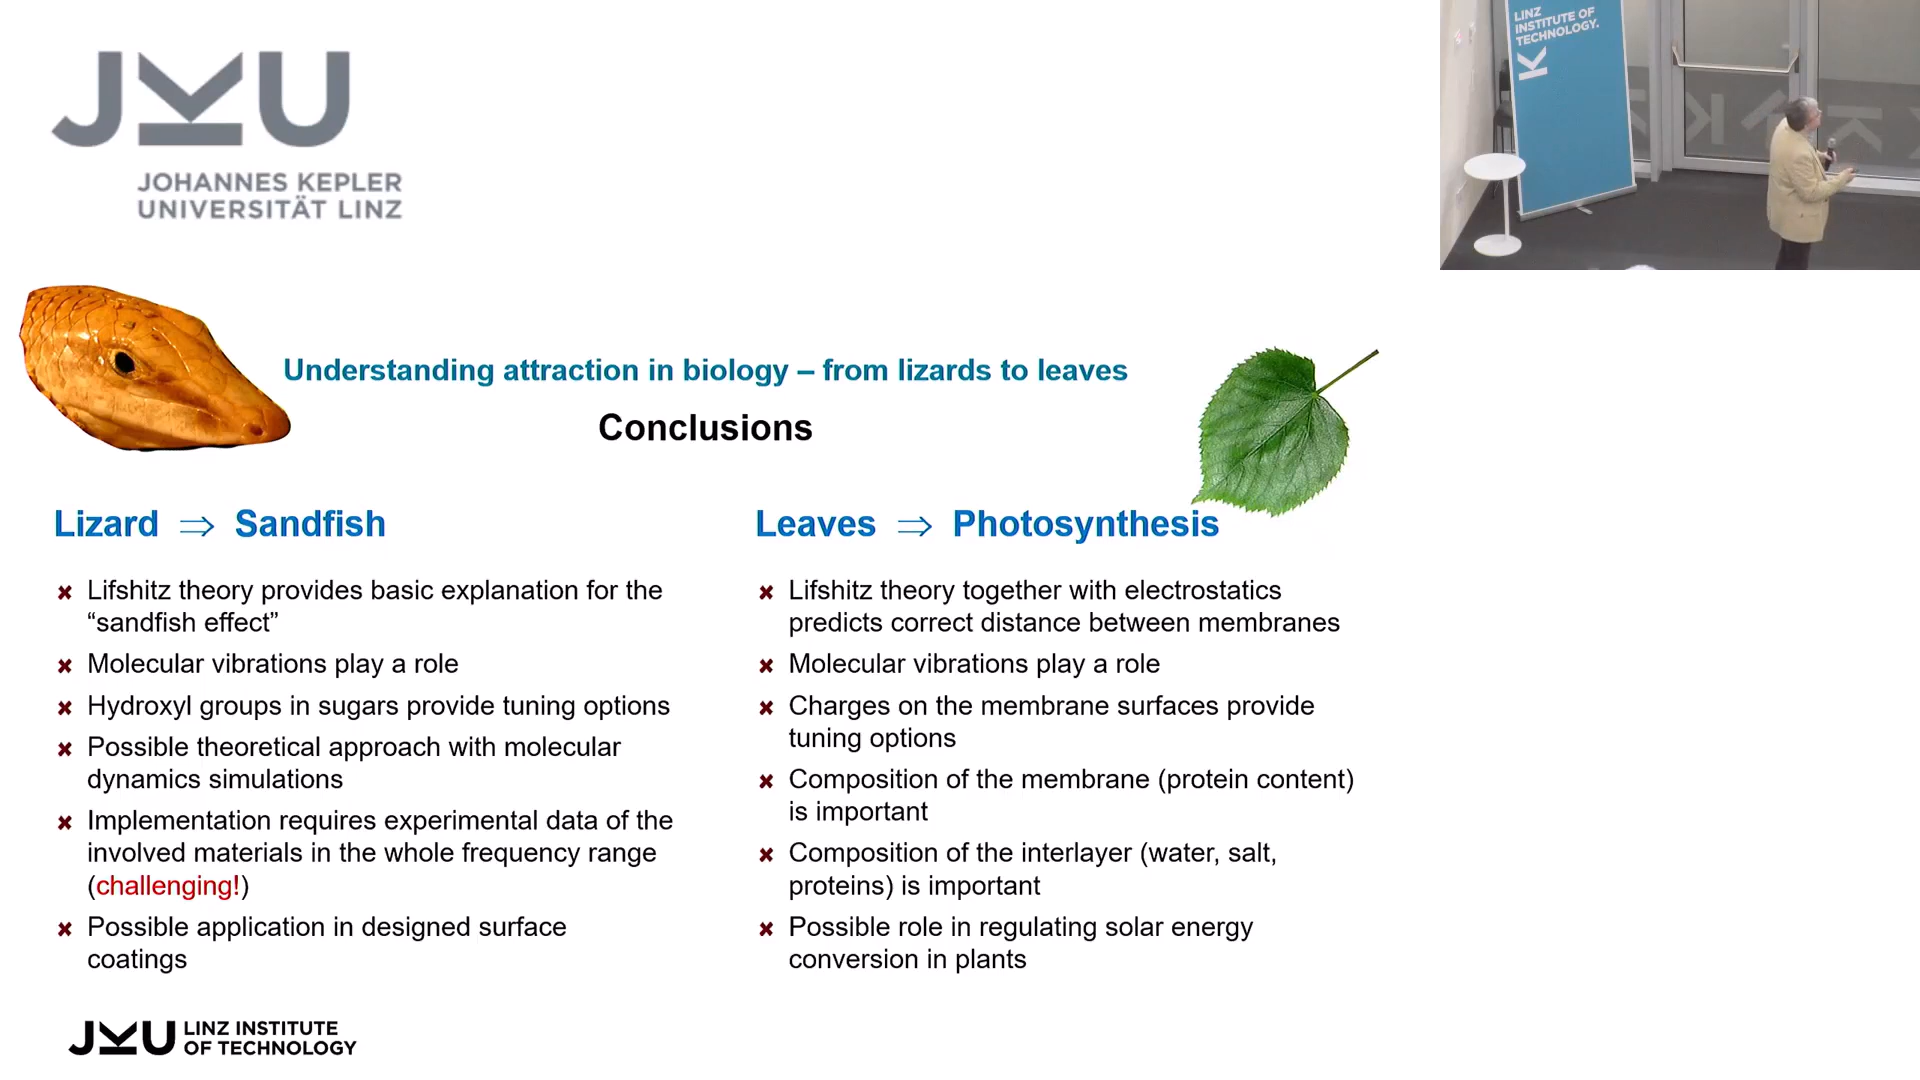 JKU
JOHANNES KEPLER
UNIVERSITÄT LINZ
LINZ
INSTITUTE OF
TECHNOLOGY.
Understanding attraction in biology – from lizards to leaves
Conclusions
Lizard ⇒ Sandfish
Lifshitz theory provides basic explanation for the
“sandfish effect”
Molecular vibrations play a role
Hydroxyl groups in sugars provide tuning options
Possible theoretical approach with molecular
dynamics simulations
Implementation requires experimental data of the
involved materials in the whole frequency range
(challenging!)
Possible application in designed surface
coatings
Leaves ⇒ Photosynthesis
Lifshitz theory together with electrostatics
predicts correct distance between membranes
Molecular vibrations play a role
Charges on the membrane surfaces provide
tuning options
Composition of the membrane (protein content)
is important
Composition of the interlayer (water, salt,
proteins) is important
Possible role in regulating solar energy
conversion in plants
JKU LINZ INSTITUTE
OF TECHNOLOGY